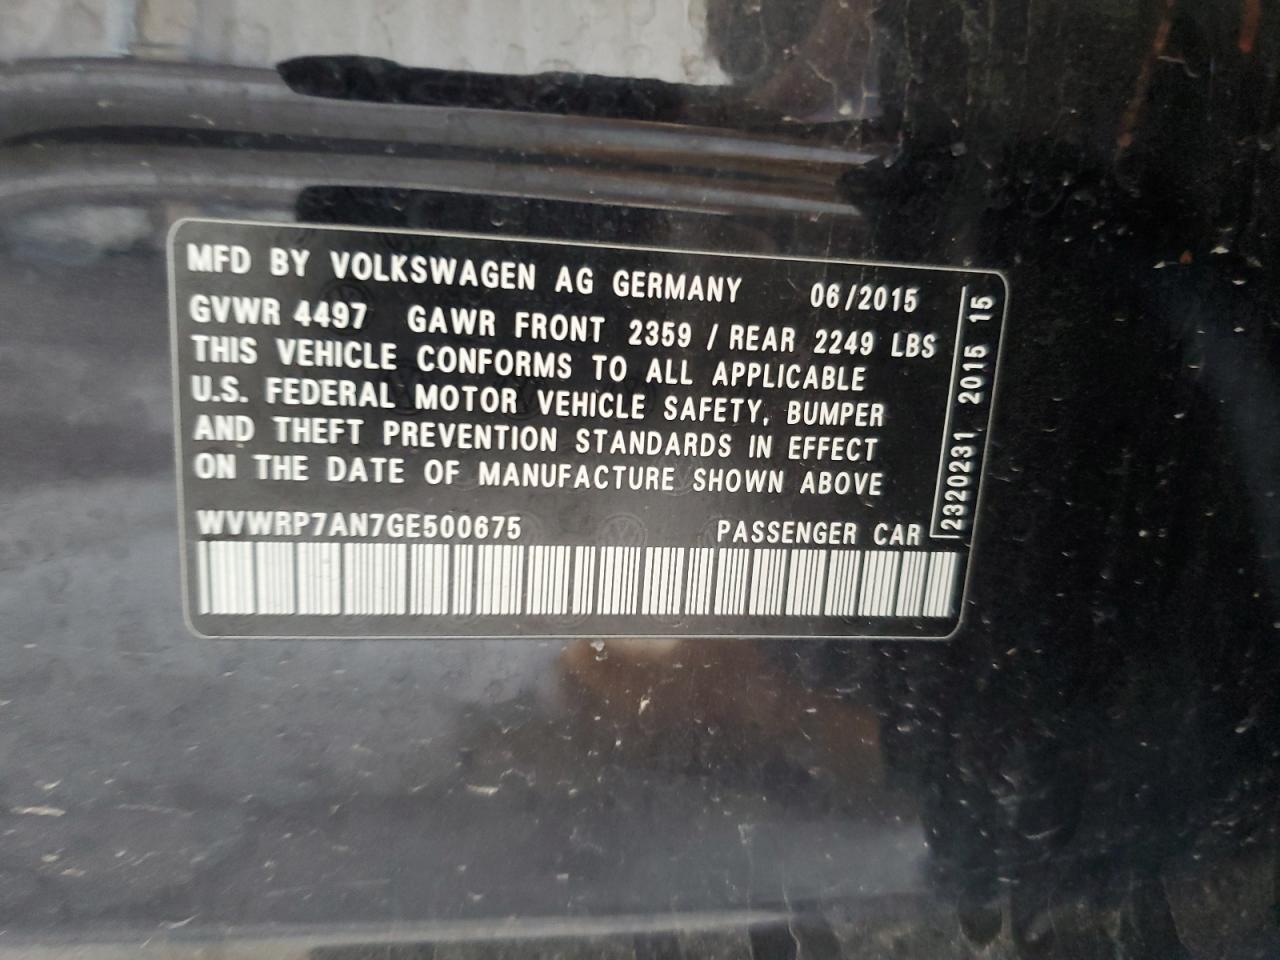 MFD BY VOLKSWAGEN AG GERMANY 06/2015
GVWR 4497 GAWR FRONT 2359 / REAR 2249 LBS
THIS VEHICLE CONFORMS TO ALL APPLICABLE
U.S. FEDERAL MOTOR VEHICLE SAFETY, BUMPER
AND THEFT PREVENTION STANDARDS IN EFFECT
ON THE DATE OF MANUFACTURE SHOWN ABOVE
WVWRP7AN7GE500675 PASSENGER CAR
2320231 2015 15